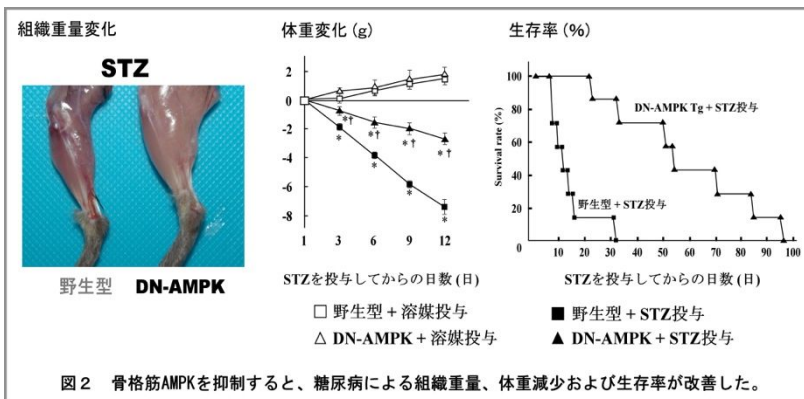 組織重量変化
STZ
野生型 DN-AMPK
体重変化 (g)
2
0
-2
-4
-6
-8
*†
*†
*†
*†
*
*
*
*
1 3 6 9 12
STZを投与してからの日数 (日)
□ 野生型＋溶媒投与
△ DN-AMPK＋溶媒投与
生存率 (%)
Survival rate (%)
100
80
60
40
20
0
DN-AMPK Tg＋STZ投与
野生型＋STZ投与
10 20 30 40 50 60 70 80 90 100
STZを投与してからの日数 (日)
■ 野生型＋STZ投与
▲ DN-AMPK＋STZ投与
図２ 骨格筋AMPKを抑制すると、糖尿病による組織重量、体重減少および生存率が改善した。